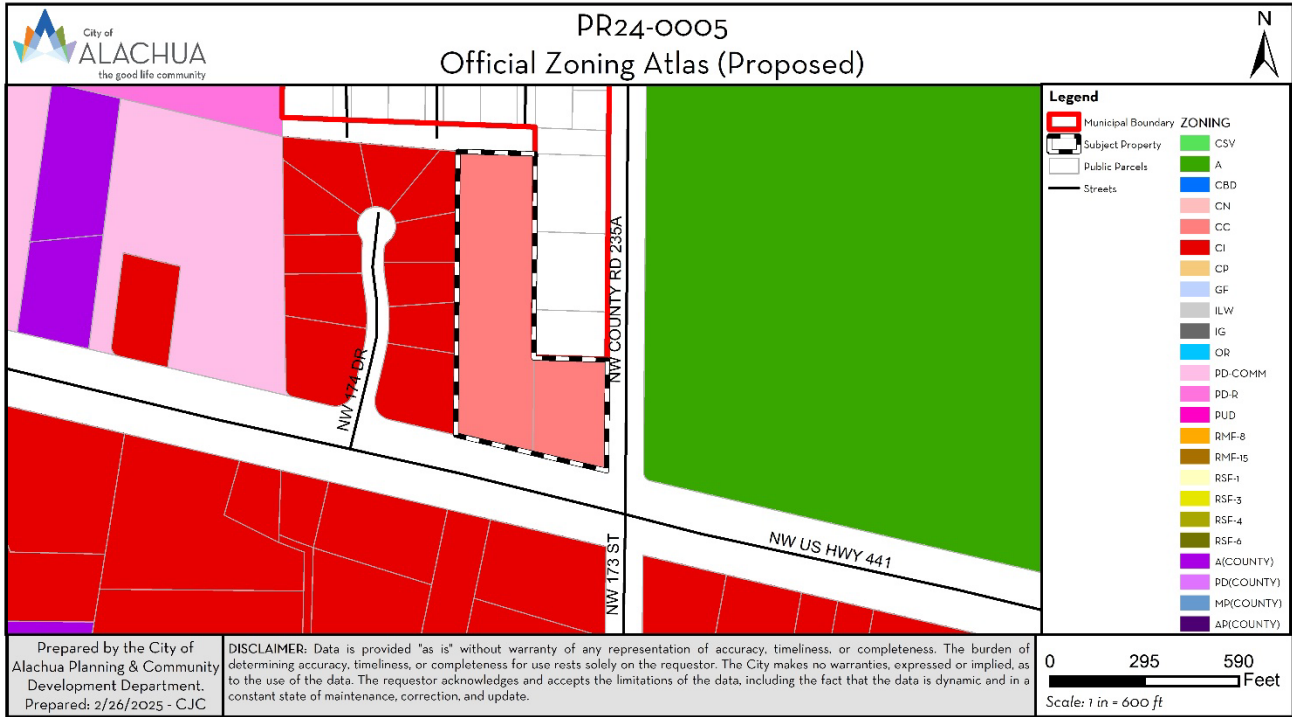 City of
ALACHUA
the good life community
PR24-0005
Official Zoning Atlas (Proposed)
N
NW 174 DR
NW COUNTY RD 235A
NW 173 ST
NW US HWY 441
Legend
Municipal Boundary
Subject Property
Public Parcels
Streets
ZONING
CSV
A
CBD
CN
CC
CI
CP
GF
ILW
IG
OR
PD-COMM
PD-R
PUD
RMF-8
RMF-15
RSF-1
RSF-3
RSF-4
RSF-6
A(COUNTY)
PD(COUNTY)
MP(COUNTY)
AP(COUNTY)
Prepared by the City of
Alachua Planning & Community
Development Department.
Prepared: 2/26/2025 - CJC
DISCLAIMER: Data is provided "as is" without warranty of any representation of accuracy, timeliness, or completeness. The burden of
determining accuracy, timeliness, or completeness for use rests solely on the requestor. The City makes no warranties, expressed or implied, as
to the use of the data. The requestor acknowledges and accepts the limitations of the data, including the fact that the data is dynamic and in a
constant state of maintenance, correction, and update.
0 295 590
Feet
Scale: 1 in = 600 ft